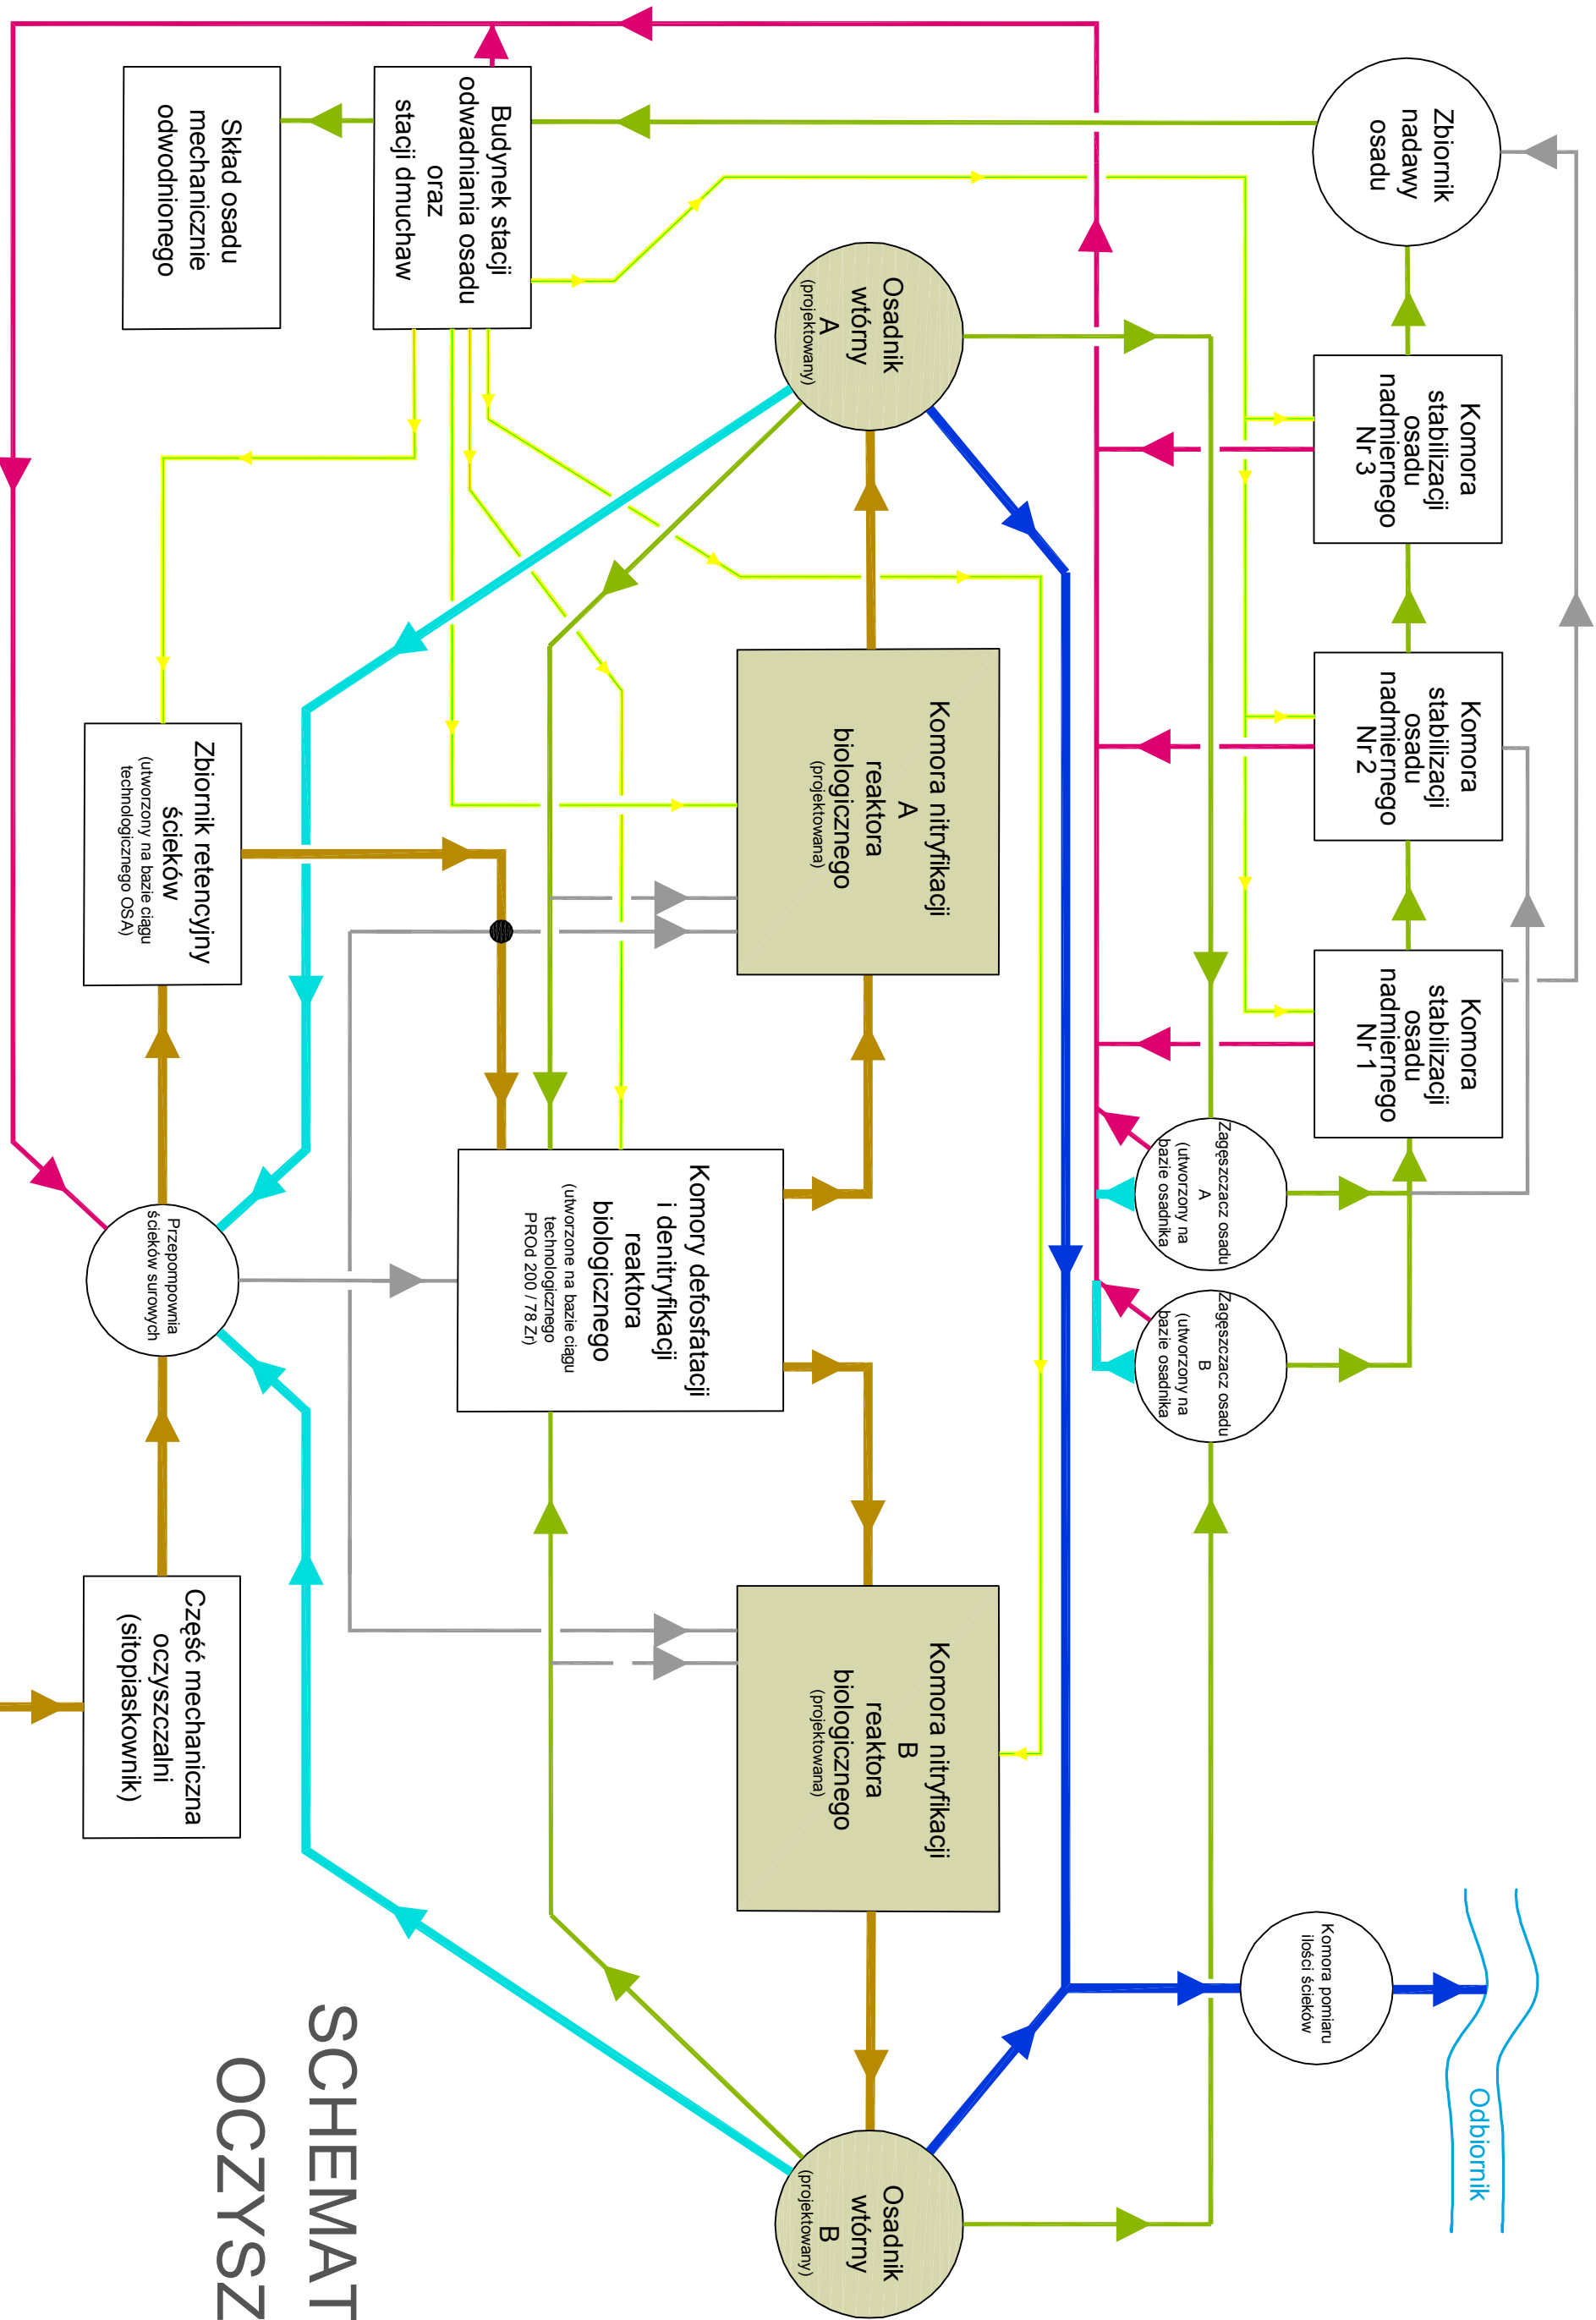 Odbiornik
Komora pomiaru
ilości ścieków
Zbiornik
nadawy
osadu
Komora
stabilizacji
osadu
nadmiernego
Nr 3
Komora
stabilizacji
osadu
nadmiernego
Nr 2
Komora
stabilizacji
osadu
nadmiernego
Nr 1
Zagęszczacz osadu
A
(utworzony na
bazie osadnika
Zagęszczacz osadu
B
(utworzony na
bazie osadnika
Osadnik
wtórny
A
(projektowany)
Komora nitryfikacji
A
reaktora
biologicznego
(projektowana)
Komora nitryfikacji
B
reaktora
biologicznego
(projektowana)
Osadnik
wtórny
B
(projektowany)
Komory defosfatacji
i denitryfikacji
reaktora
biologicznego
(utworzone na bazie ciągu
technologicznego
PROd 200 / 78 Zr)
Budynek stacji
odwadniania osadu
oraz
stacji dmuchaw
Skład osadu
mechanicznie
odwodnionego
Zbiornik retencyjny
ścieków
(utworzony na bazie ciągu
technologicznego OSA)
Przepompownia
ścieków surowych
Część mechaniczna
oczyszczalni
(sitopiaskownik)
SCHEMAT
OCZYSZ